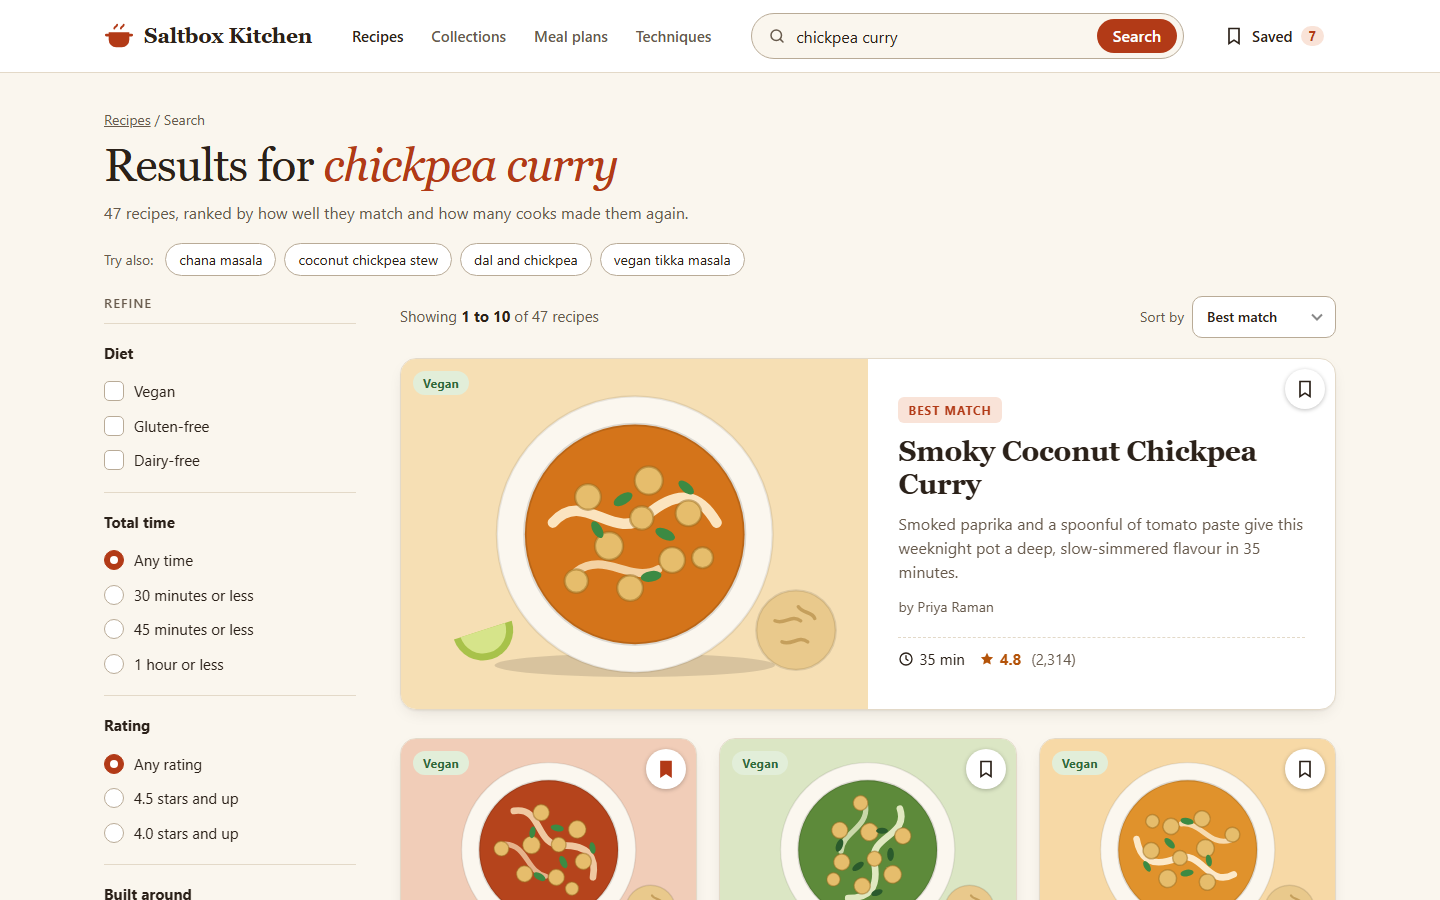 Saltbox Kitchen
Recipes
Collections
Meal plans
Techniques
chickpea curry
Search
Saved 7
Recipes / Search
Results for chickpea curry
47 recipes, ranked by how well they match and how many cooks made them again.
Try also:
chana masala
coconut chickpea stew
dal and chickpea
vegan tikka masala
REFINE
Diet
Vegan
Gluten-free
Dairy-free
Total time
Any time
30 minutes or less
45 minutes or less
1 hour or less
Rating
Any rating
4.5 stars and up
4.0 stars and up
Built around
Showing 1 to 10 of 47 recipes
Sort by
Best match
Vegan
BEST MATCH
Smoky Coconut Chickpea
Curry
Smoked paprika and a spoonful of tomato paste give this
weeknight pot a deep, slow-simmered flavour in 35
minutes.
by Priya Raman
35 min
4.8 (2,314)
Vegan
Vegan
Vegan